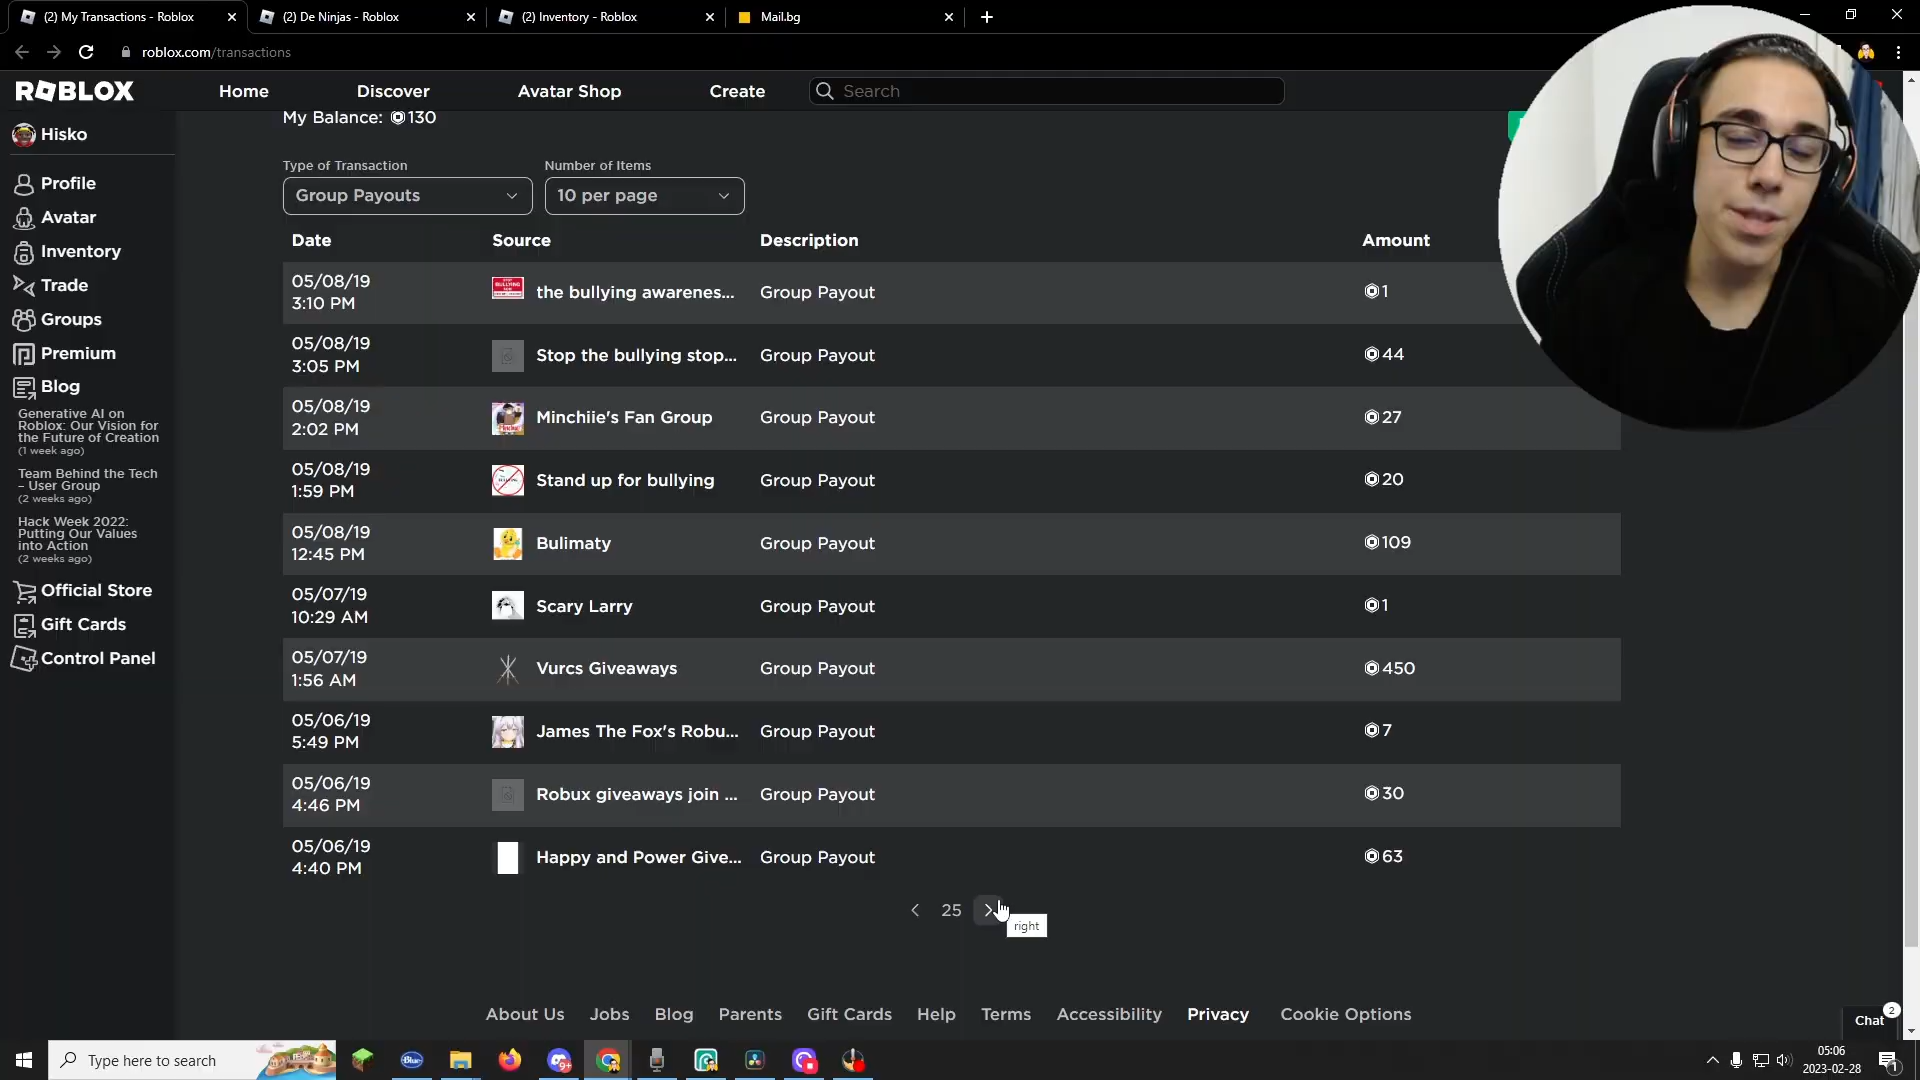 (2) My Transactions - Roblox
(2) De Ninjas - Roblox
(2) Inventory - Roblox
Mail.bg
roblox.com/transactions
ROBLOX
Home
Discover
Avatar Shop
Create
Search
Hisko
Profile
Avatar
Inventory
Trade
Groups
Premium
Blog
Generative AI on
Roblox: Our Vision for
the Future of Creation
(1 week ago)
Team Behind the Tech
– User Group
(2 weeks ago)
Hack Week 2022:
Putting Our Values
into Action
(2 weeks ago)
Official Store
Gift Cards
Control Panel
My Balance: 130
Type of Transaction
Number of Items
Group Payouts
10 per page
Date Source Description Amount
05/08/19
3:10 PM
the bullying awarenes... Group Payout 1
05/08/19
3:05 PM
Stop the bullying stop... Group Payout 44
05/08/19
2:02 PM
Minchiie's Fan Group Group Payout 27
05/08/19
1:59 PM
Stand up for bullying Group Payout 20
05/08/19
12:45 PM
Bulimaty Group Payout 109
05/07/19
10:29 AM
Scary Larry Group Payout 1
05/07/19
1:56 AM
Vurcs Giveaways Group Payout 450
05/06/19
5:49 PM
James The Fox's Robu... Group Payout 7
05/06/19
4:46 PM
Robux giveaways join ... Group Payout 30
05/06/19
4:40 PM
Happy and Power Give... Group Payout 63
25
right
About Us
Jobs
Blog
Parents
Gift Cards
Help
Terms
Accessibility
Privacy
Cookie Options
Chat
2
Type here to search
Blue
9+
05:06
2023-02-28
1